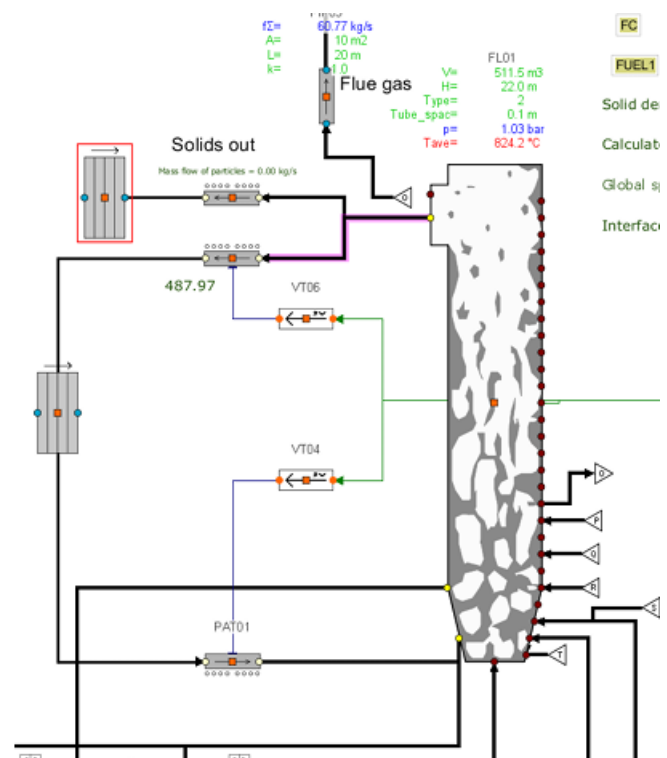 fΣ= 60.77 kg/s
A= 10 m2
L= 20 m
k= 1.0
Flue gas
FC
FUEL1
FL01
V= 511.5 m3
H= 22.0 m
Type= 2
Tube_spac= 0.1 m
p= 1.03 bar
Tave= 824.2 °C
Solid de
Calculat
Global s
Interface
Solids out
Mass flow of particles = 0.00 kg/s
O
487.97
VT06
VT04
O
P
Q
R
S
T
PAT01